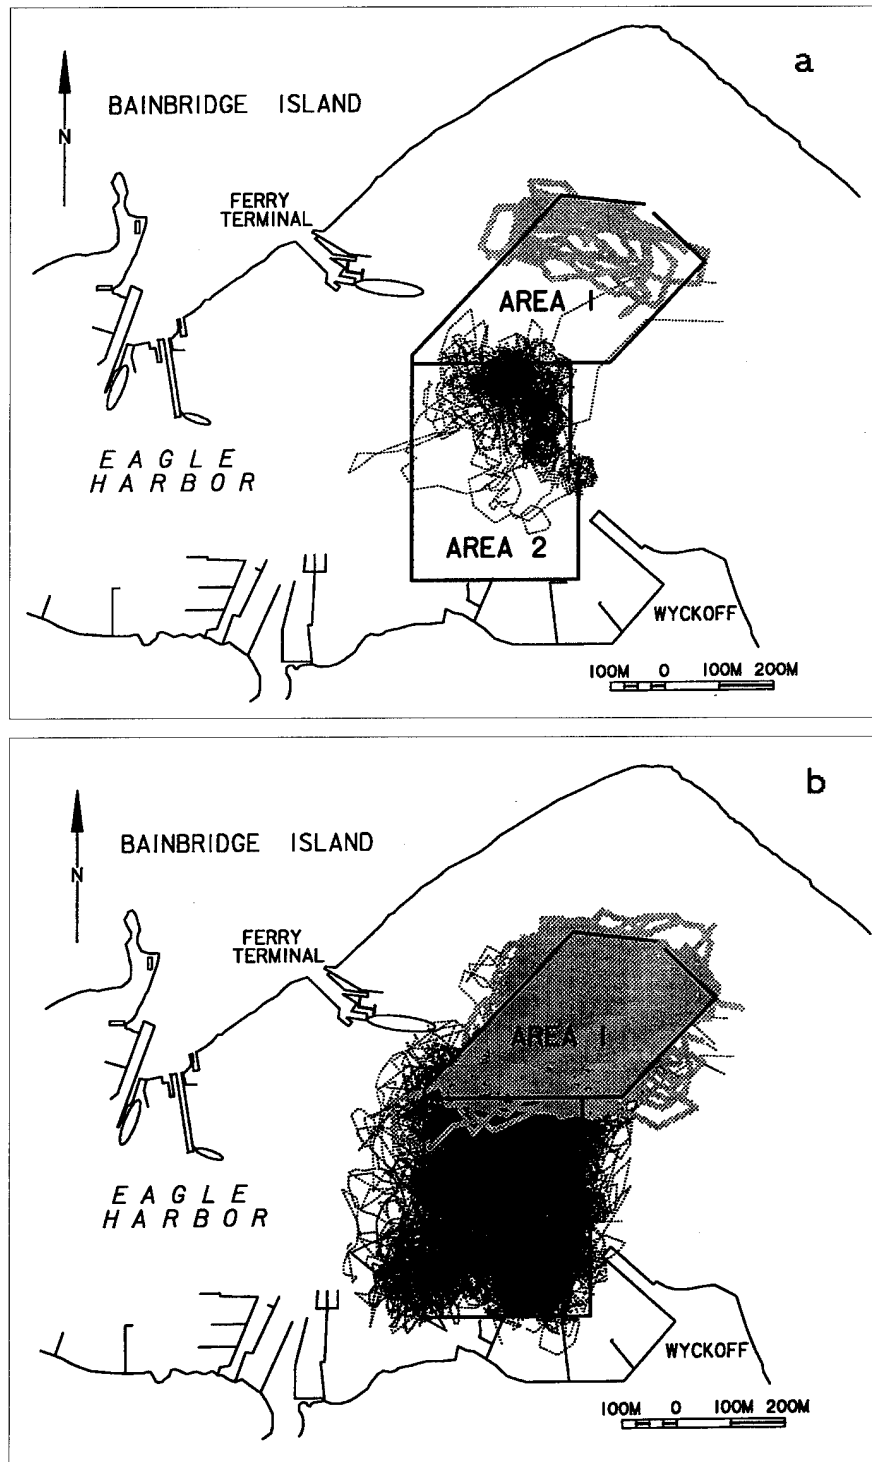 a
BAINBRIDGE ISLAND
N
FERRY
TERMINAL
AREA 1
EAGLE
HARBOR
AREA 2
WYCKOFF
100M 0 100M 200M
b
BAINBRIDGE ISLAND
N
FERRY
TERMINAL
AREA 1
EAGLE
HARBOR
WYCKOFF
100M 0 100M 200M